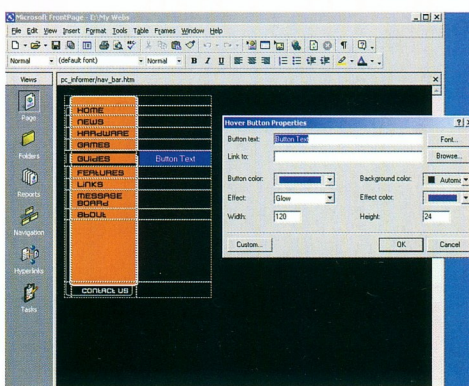 Microsoft FrontPage - E:\My Webs
File Edit View Insert Format Tools Table Frames Window Help
Normal (default font) Normal B I U
Views pc_informer/nav_bar.htm
Page
Folders
Reports
Navigation
Hyperlinks
Tasks
HOME
NEWS
HARDWARE
GAMES
GUIDES Button Text
FEATURES
LINKS
MESSAGE
BOARD
ABOUT
CONTACT US
Hover Button Properties ? X
Button text: Button Text Font...
Link to: Browse...
Button color: Background color: Automa
Effect: Glow Effect color:
Width: 120 Height: 24
Custom... OK Cancel